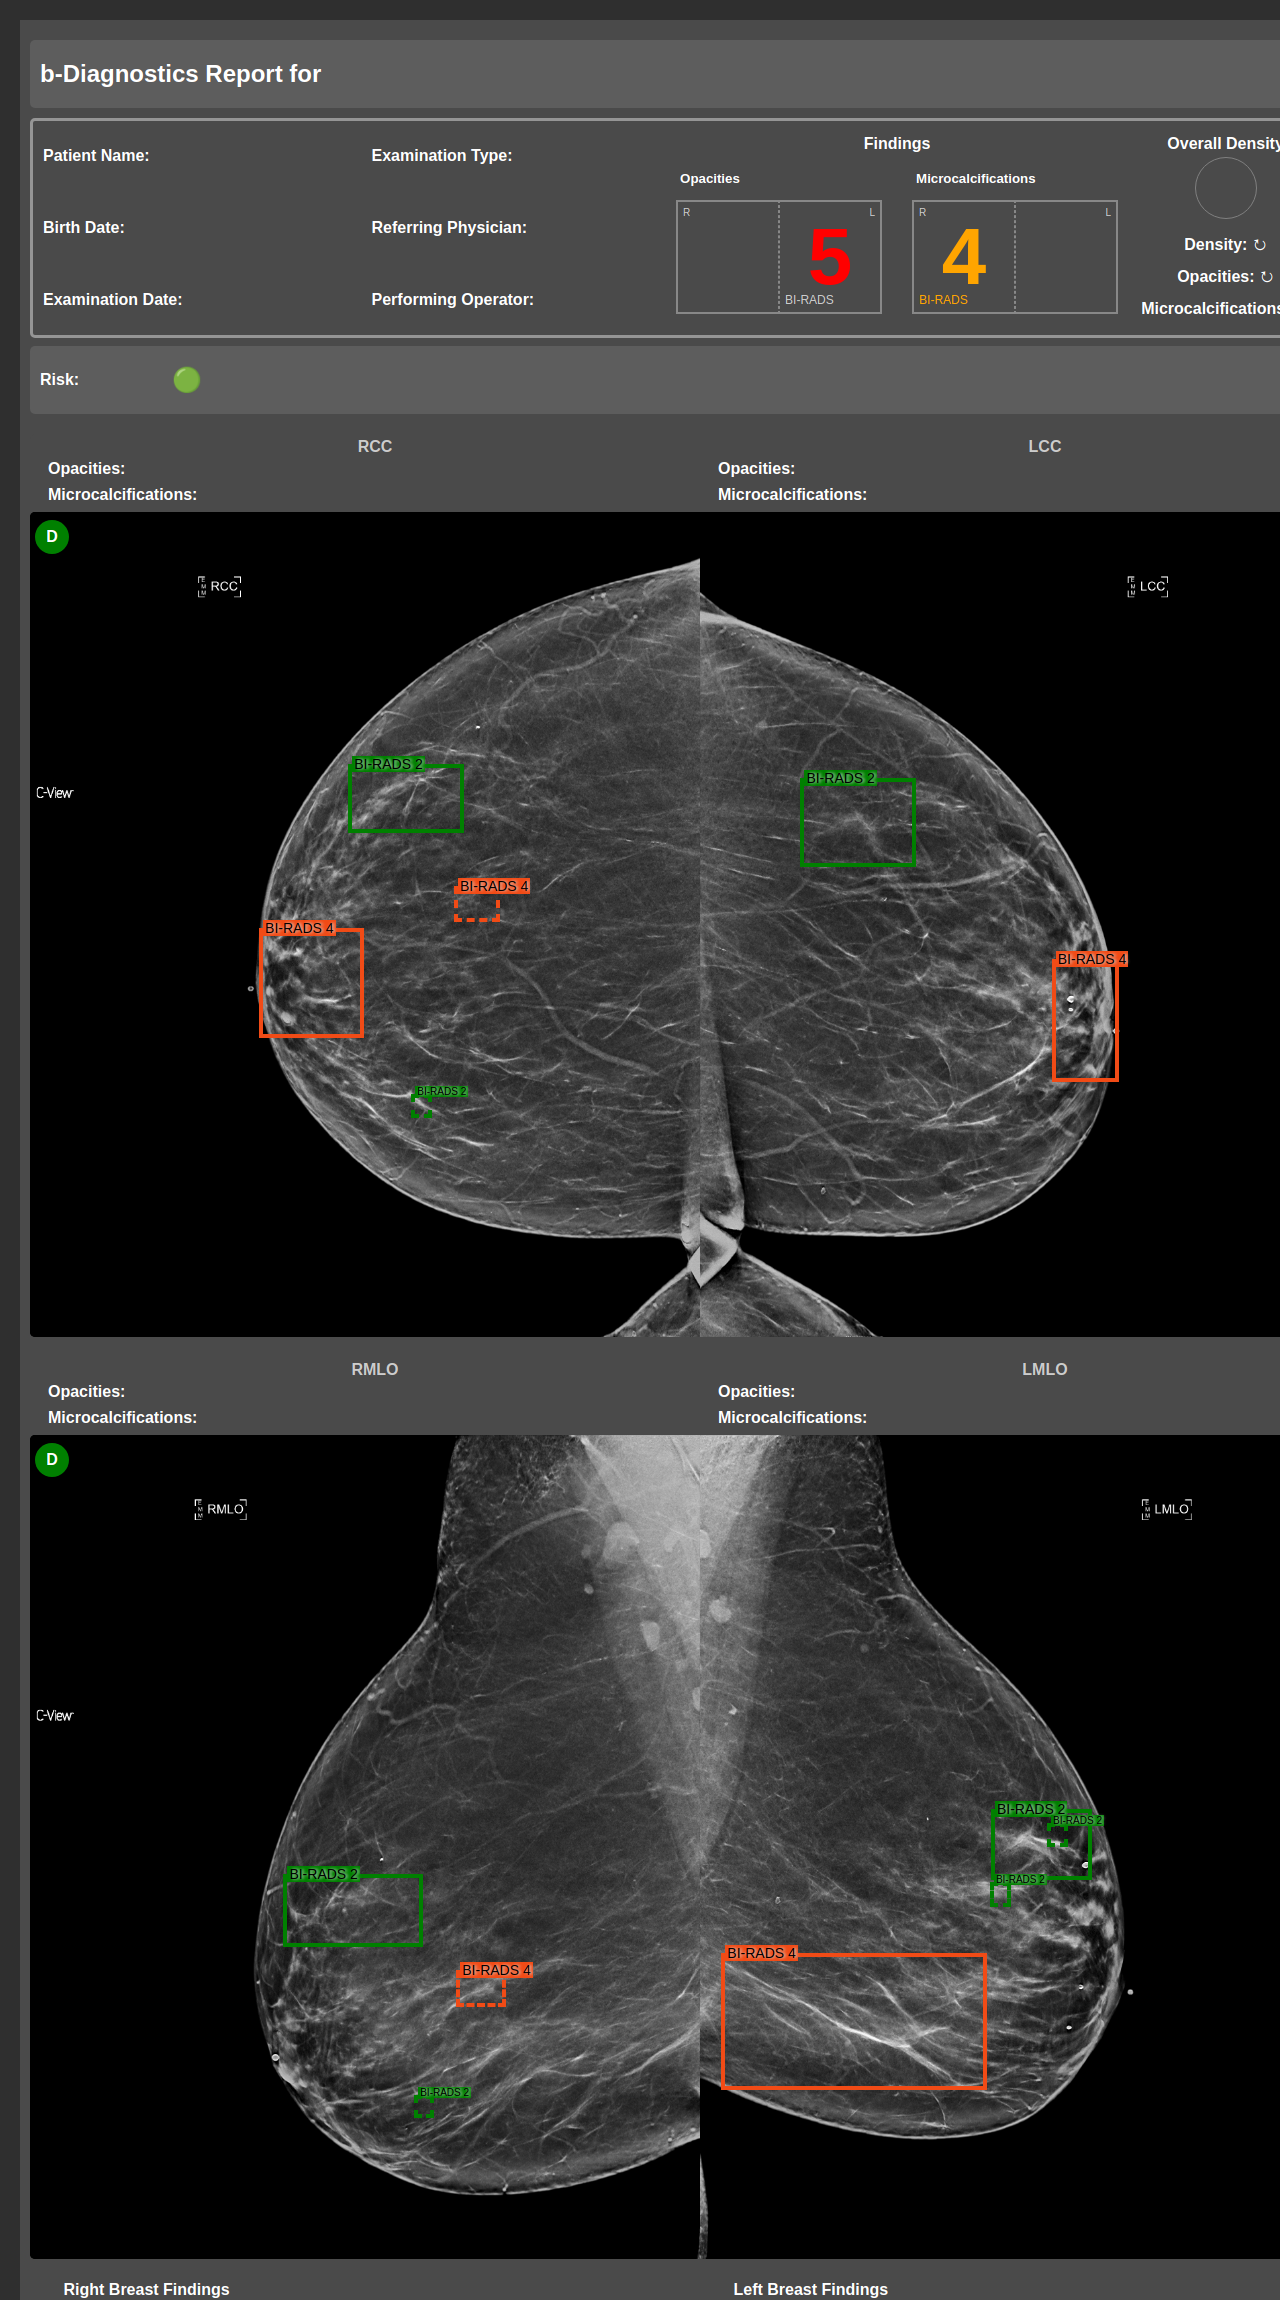 b-Diagnostics Report for
Patient Name:
Examination Type:
Findings
Overall Density
Opacities
Microcalcifications
R
L
5
BI-RADS
R
L
4
BI-RADS
Birth Date:
Referring Physician:
Density: ↻
Opacities: ↻
Examination Date:
Performing Operator:
Microcalcifications
Risk:
RCC
LCC
Opacities:
Opacities:
Microcalcifications:
Microcalcifications:
D
RCC
LCC
C-View
BI-RADS 2
BI-RADS 2
BI-RADS 4
BI-RADS 4
BI-RADS 4
BI-RADS 2
RMLO
LMLO
Opacities:
Opacities:
Microcalcifications:
Microcalcifications:
D
RMLO
LMLO
C-View
BI-RADS 2
BI-RADS 2
BI-RADS 2
BI-RADS 2
BI-RADS 4
BI-RADS 4
BI-RADS 2
Right Breast Findings
Left Breast Findings